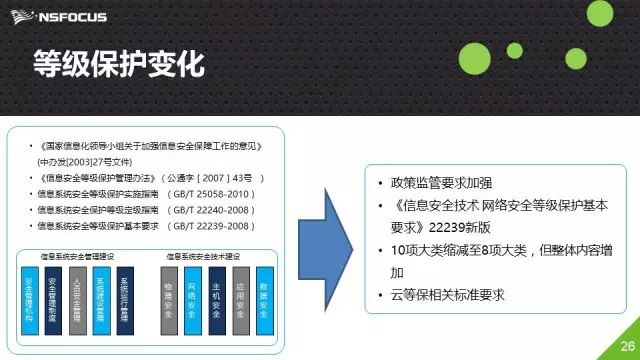 NSFOCUS
等级保护变化
• 《国家信息化领导小组关于加强信息安全保障工作的意见》
(中办发[2003]27号文件)
• 《信息安全等级保护管理办法》（公通字［2007］43号 ）
• 信息系统安全等级保护实施指南 （GB/T 25058-2010）
• 信息系统安全保护等级定级指南 （GB/T 22240-2008）
• 信息系统安全等级保护基本要求 （GB/T 22239-2008）
信息系统安全管理建设
信息系统安全技术建设
安全管理机构
安全管理制度
人员安全管理
系统建设管理
系统运行管理
物理安全
网络安全
主机安全
应用安全
数据安全
• 政策监管要求加强
• 《信息安全技术 网络安全等级保护基本
要求》22239新版
• 10项大类缩减至8项大类，但整体内容增
加
• 云等保相关标准要求
26